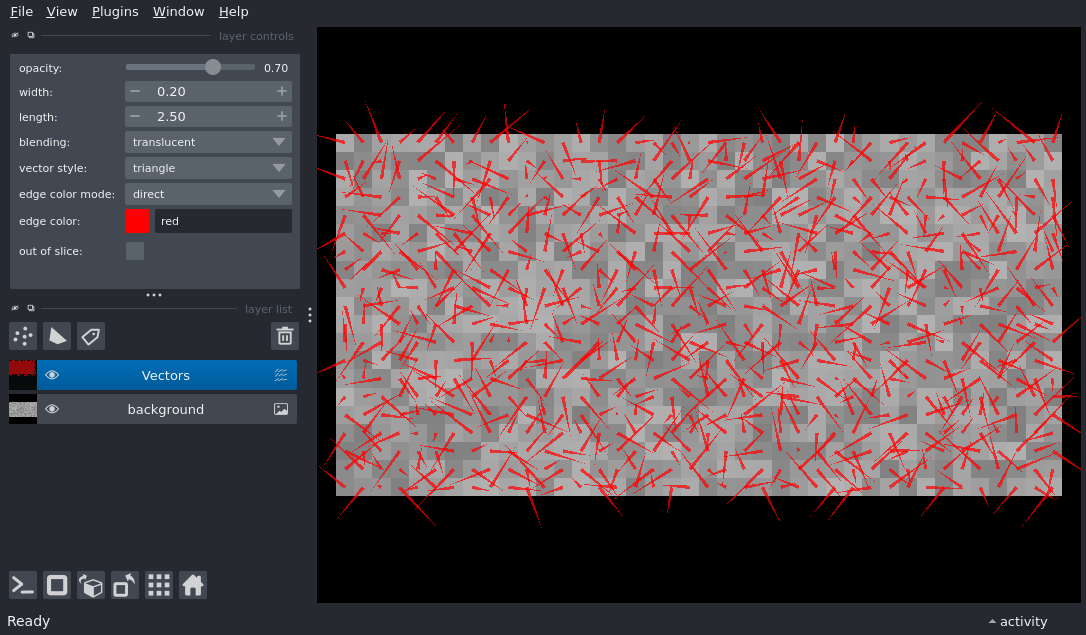 File View Plugins Window Help
layer controls
opacity: 0.70
width: − 0.20 +
length: − 2.50 +
blending: translucent
vector style: triangle
edge color mode: direct
edge color: red
out of slice:
layer list
Vectors
background
Ready
activity